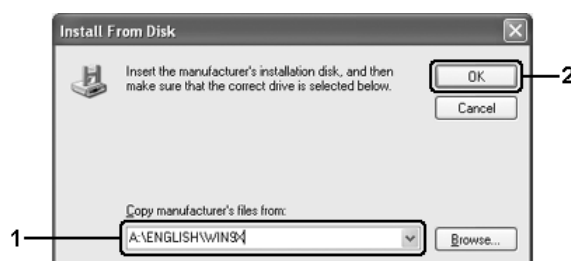 Install From Disk
Insert the manufacturer's installation disk, and then
make sure that the correct drive is selected below.
OK
2
Cancel
Copy manufacturer's files from:
1
A:\ENGLISH\WIN9X
Browse...